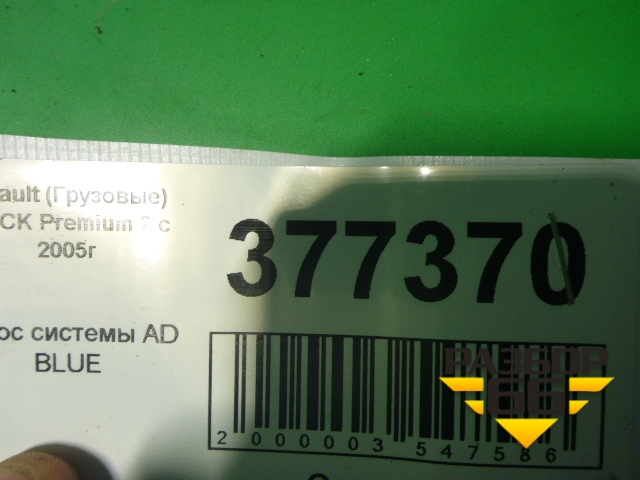 ault (Грузовые)
CK Premium 2 с
2005г
377370
ос системы AD
BLUE
2 000003 547586
РАЗБОР
66